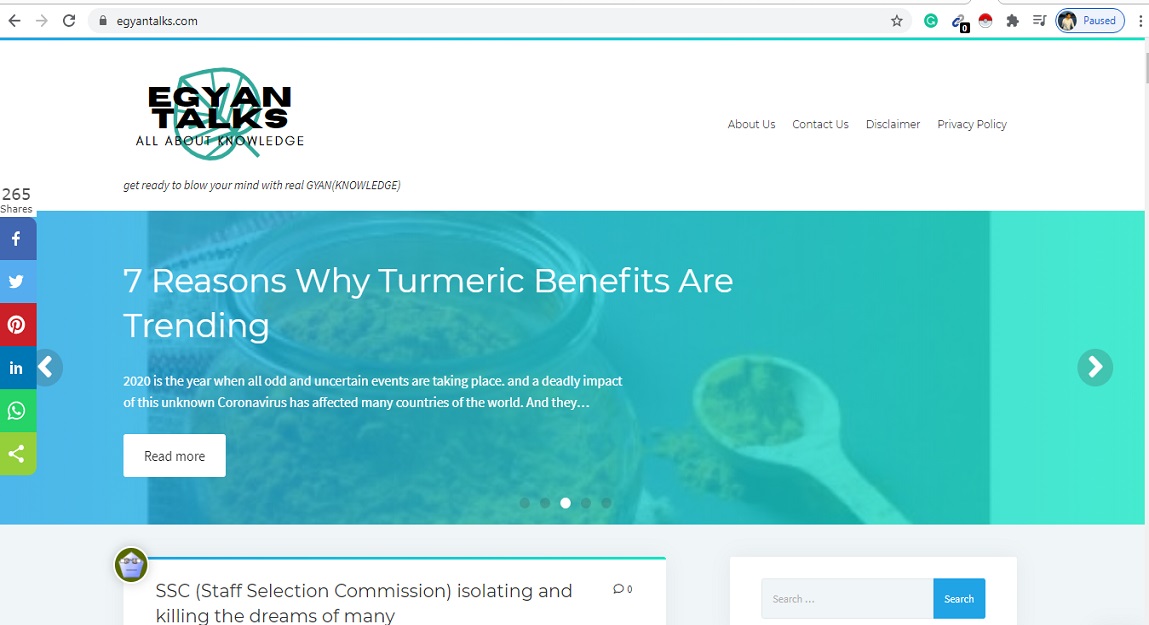 egyantalks.com
0
Paused
EGYAN
TALKS
ALL ABOUT KNOWLEDGE
About Us Contact Us Disclaimer Privacy Policy
get ready to blow your mind with real GYAN(KNOWLEDGE)
265
Shares
7 Reasons Why Turmeric Benefits Are
Trending
2020 is the year when all odd and uncertain events are taking place. and a deadly impact
of this unknown Coronavirus has affected many countries of the world. And they…
Read more
SSC (Staff Selection Commission) isolating and
killing the dreams of many
0
Search …
Search